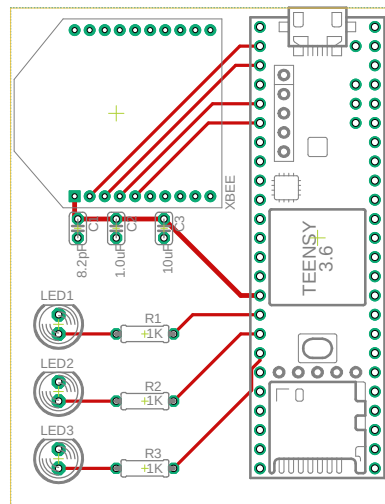 XBEE
C1
C2
C3
8.2pF
1.0uF
10uF
TEENSY
3.6
LED1
R1
1K
LED2
R2
1K
LED3
R3
1K